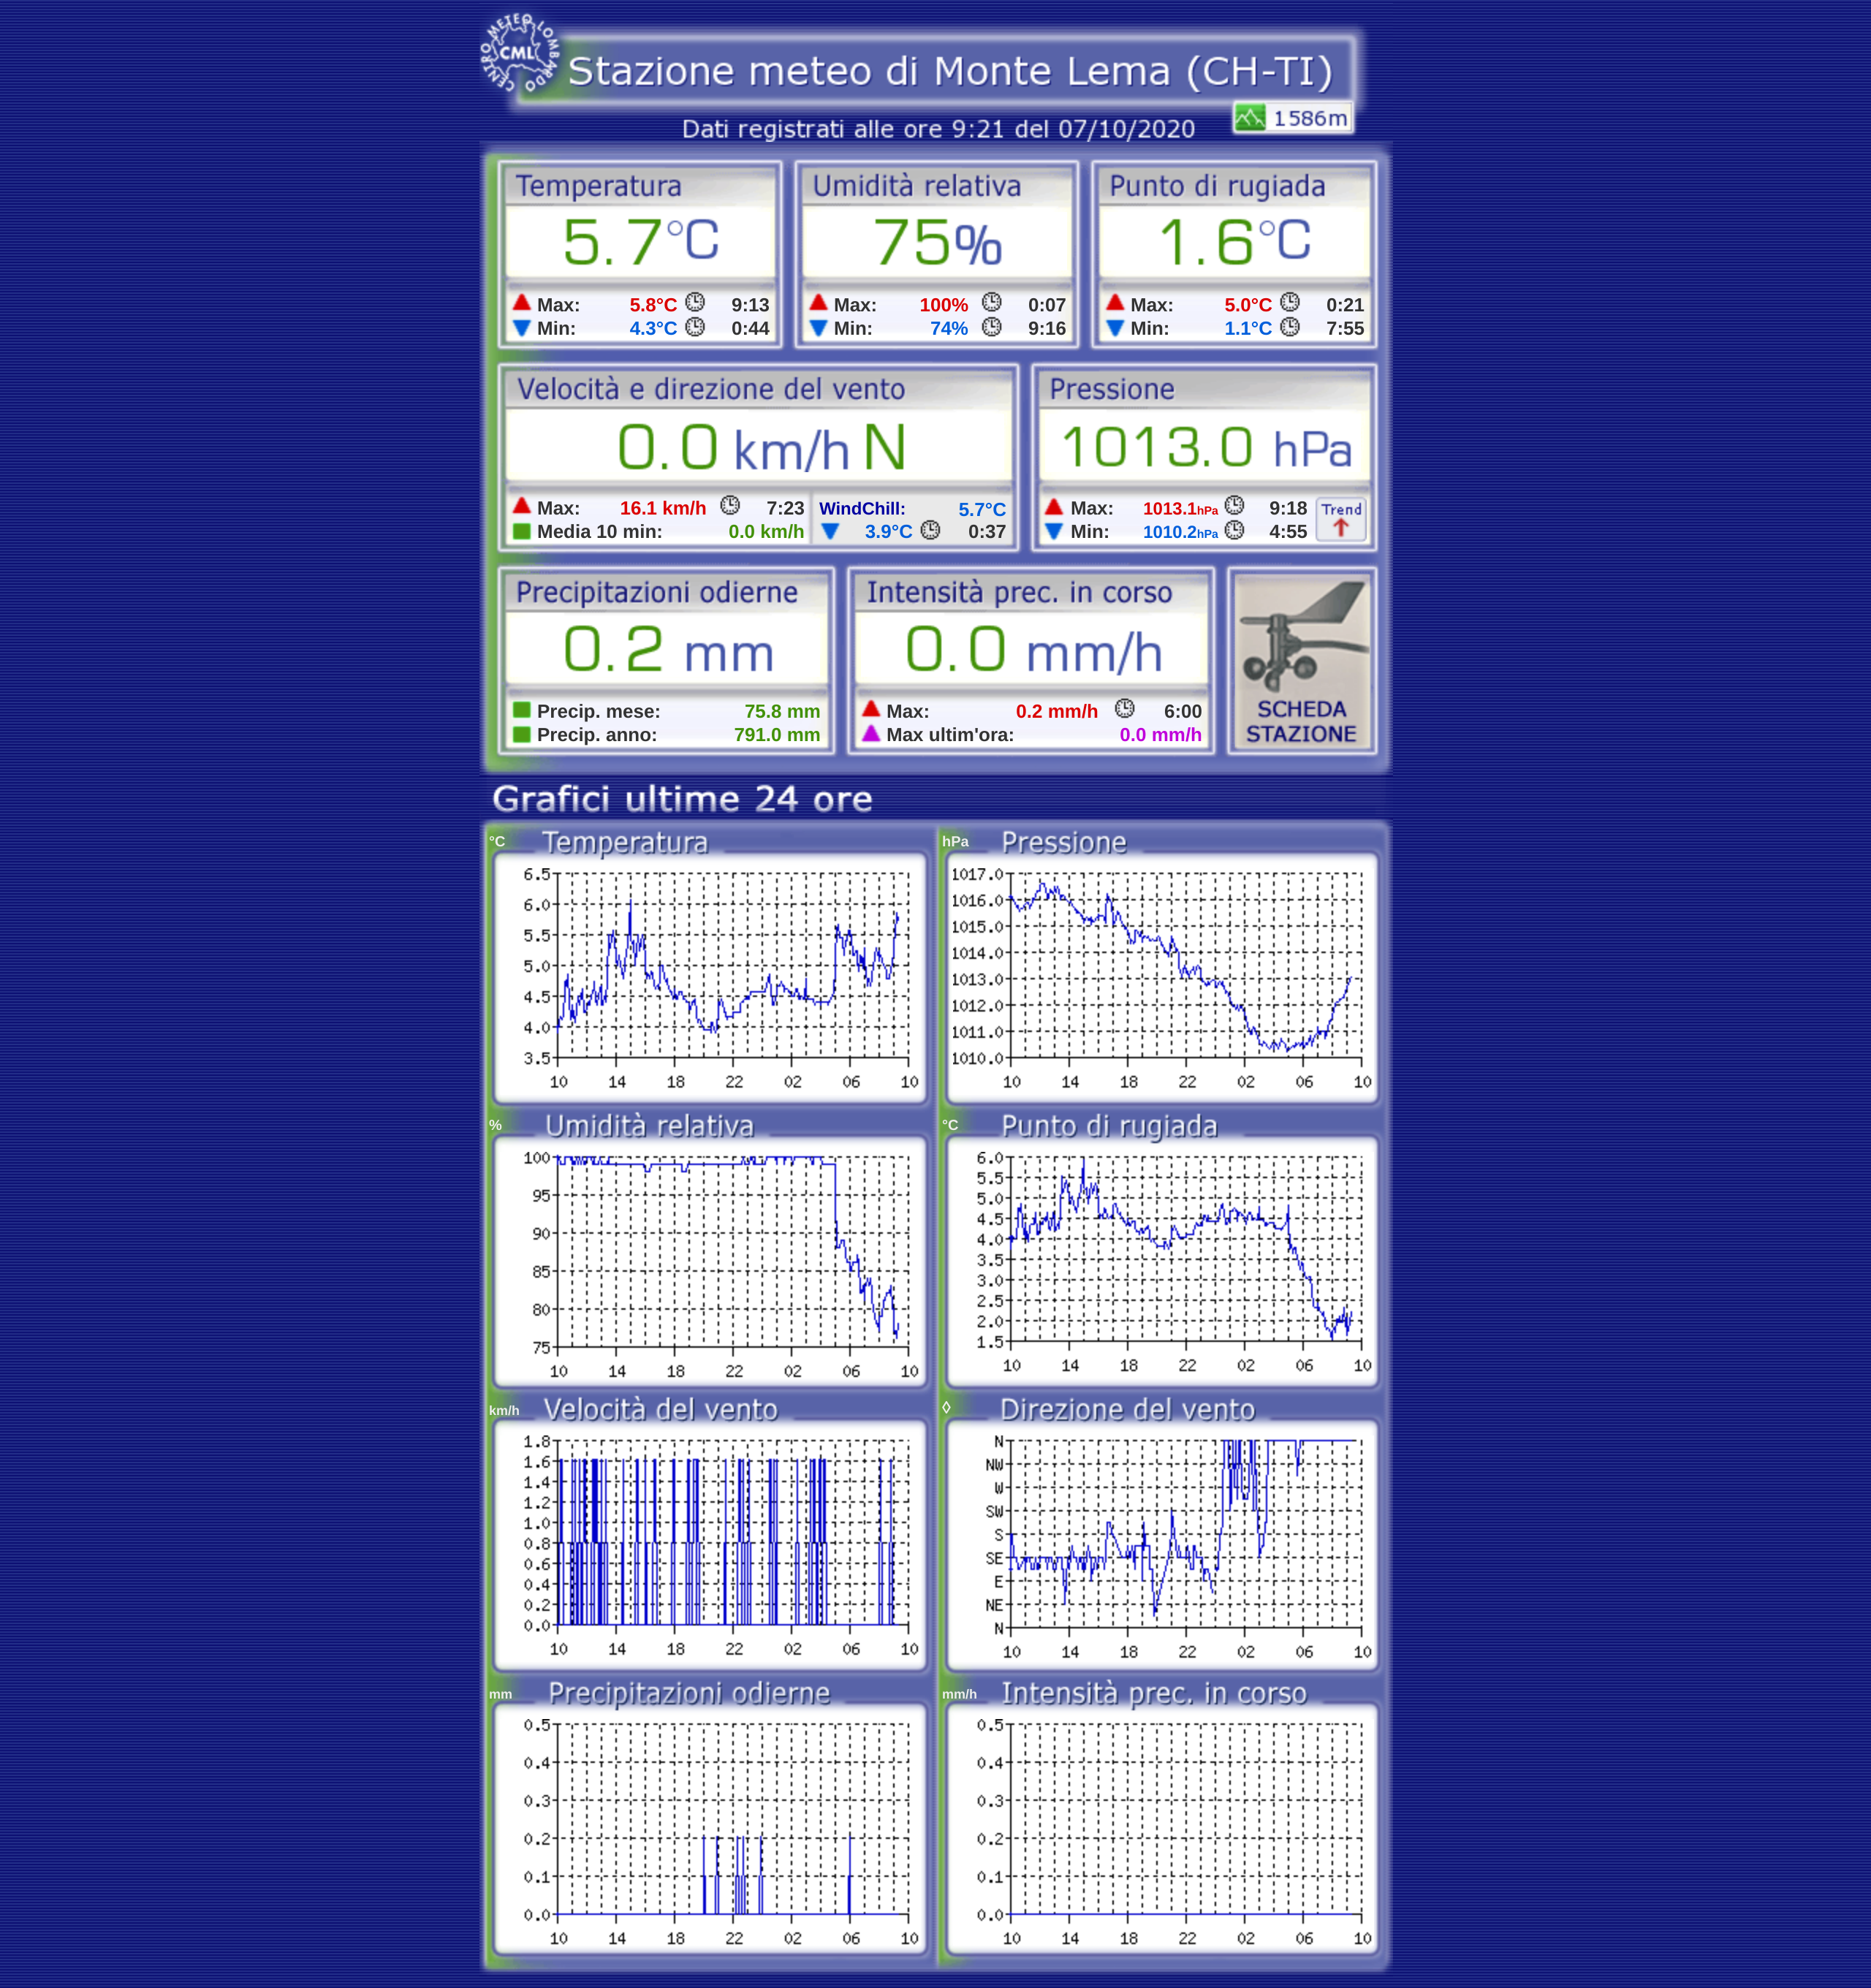 CENTRO METEO LOMBARDO
CML
Stazione meteo di Monte Lema (CH-TI)
1586m
Dati registrati alle ore 9:21 del 07/10/2020
Temperatura Umidità relativa Punto di rugiada
5.7°C 75% 1.6°C
Max: 5.8°C 9:13 Max: 100% 0:07 Max: 5.0°C 0:21
Min: 4.3°C 0:44 Min: 74% 9:16 Min: 1.1°C 7:55
Velocità e direzione del vento Pressione
0.0 km/h N 1013.0 hPa
Max: 16.1 km/h 7:23 WindChill: 5.7°C Max: 1013.1hPa 9:18 Trend
Media 10 min: 0.0 km/h 3.9°C 0:37 Min: 1010.2hPa 4:55
Precipitazioni odierne Intensità prec. in corso
0.2 mm 0.0 mm/h
Precip. mese: 75.8 mm Max: 0.2 mm/h 6:00 SCHEDA
Precip. anno: 791.0 mm Max ultim'ora: 0.0 mm/h STAZIONE
Grafici ultime 24 ore
°C Temperatura
6.5
6.0
5.5
5.0
4.5
4.0
3.5
10 14 18 22 02 06 10
hPa Pressione
1017.0
1016.0
1015.0
1014.0
1013.0
1012.0
1011.0
1010.0
10 14 18 22 02 06 10
% Umidità relativa
100
95
90
85
80
75
10 14 18 22 02 06 10
°C Punto di rugiada
6.0
5.5
5.0
4.5
4.0
3.5
3.0
2.5
2.0
1.5
10 14 18 22 02 06 10
km/h Velocità del vento
1.8
1.6
1.4
1.2
1.0
0.8
0.6
0.4
0.2
0.0
10 14 18 22 02 06 10
◊ Direzione del vento
N
NW
W
SW
S
SE
E
NE
N
10 14 18 22 02 06 10
mm Precipitazioni odierne
0.5
0.4
0.3
0.2
0.1
0.0
10 14 18 22 02 06 10
mm/h Intensità prec. in corso
0.5
0.4
0.3
0.2
0.1
0.0
10 14 18 22 02 06 10